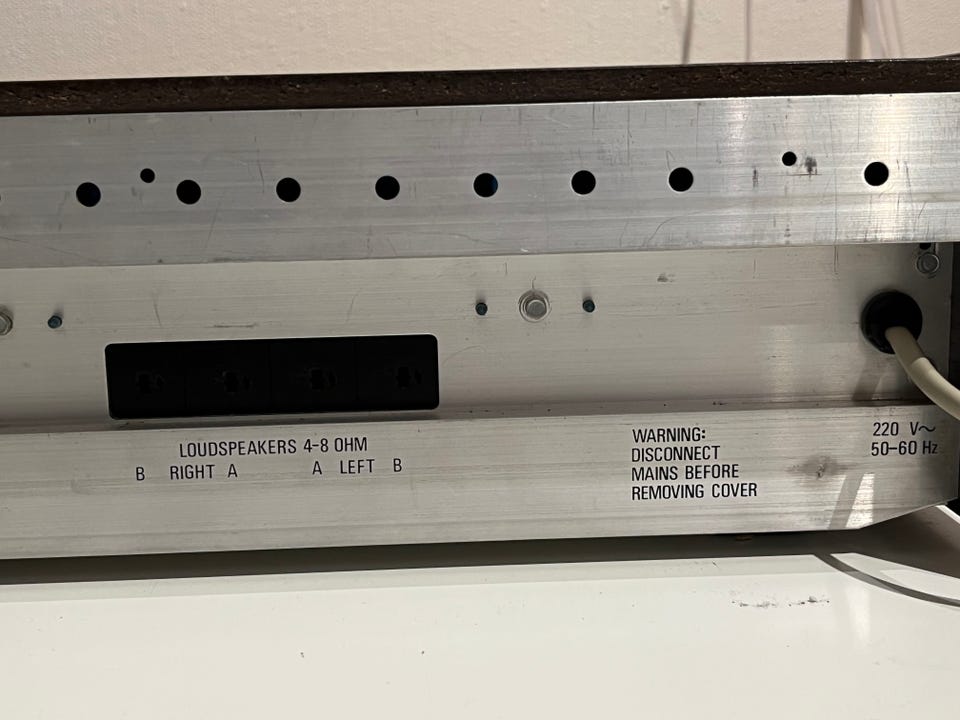 LOUDSPEAKERS 4-8 OHM
B RIGHT A A LEFT B
WARNING:
DISCONNECT
MAINS BEFORE
REMOVING COVER
220 V~
50-60 Hz